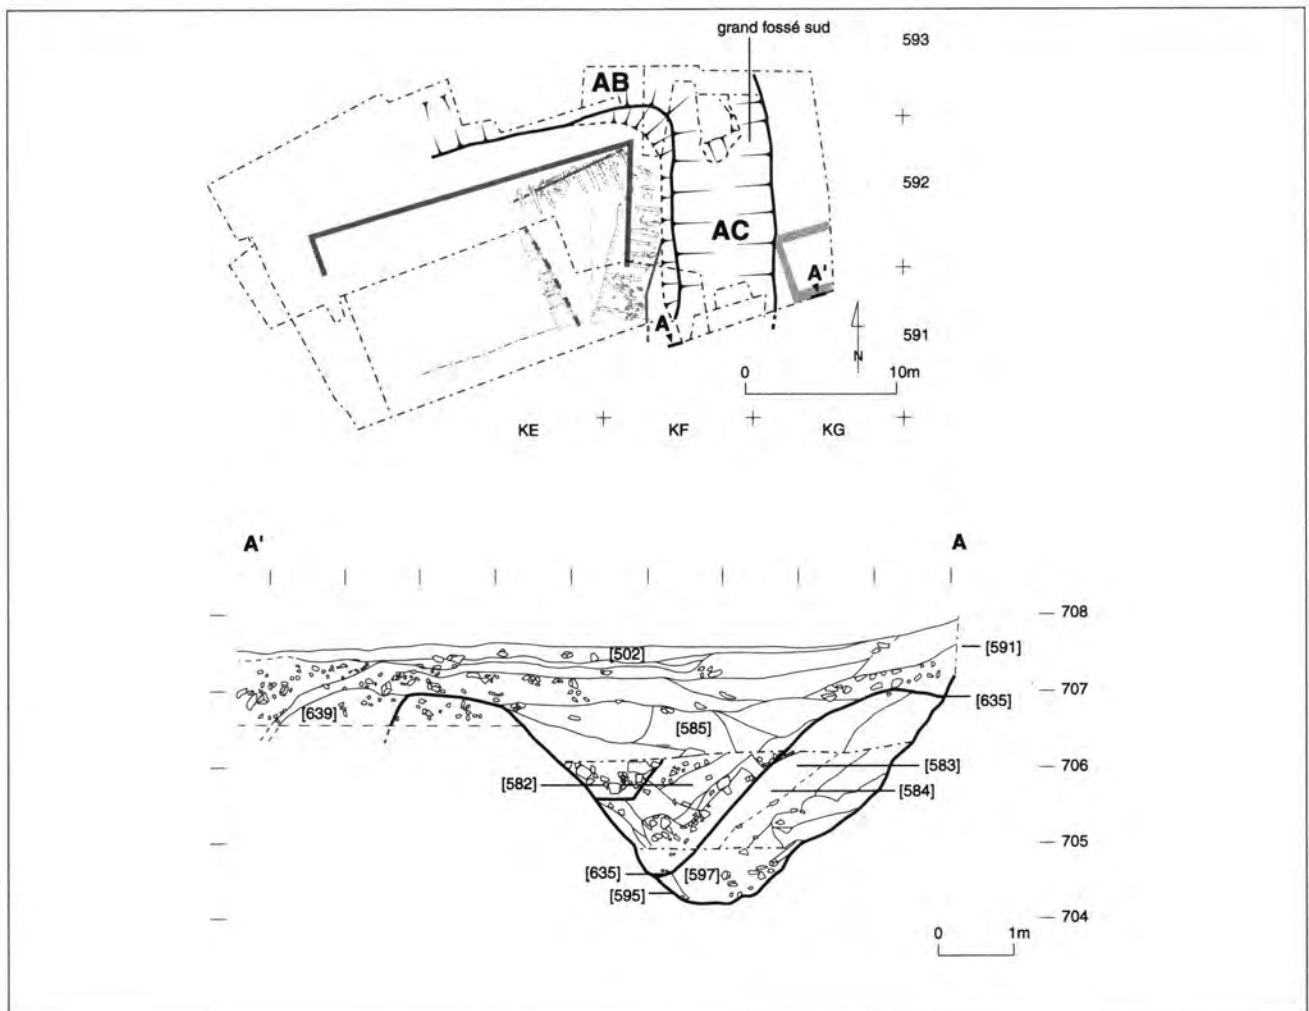 grand fossé sud
593
AB
592
AC
A'
A
591
N
0 10m
KE KF KG
A' A
708
[502]
[591]
707
[635]
[639]
[585]
706
[583]
[582]
[584]
705
[635]
[597]
[595]
704
0 1m